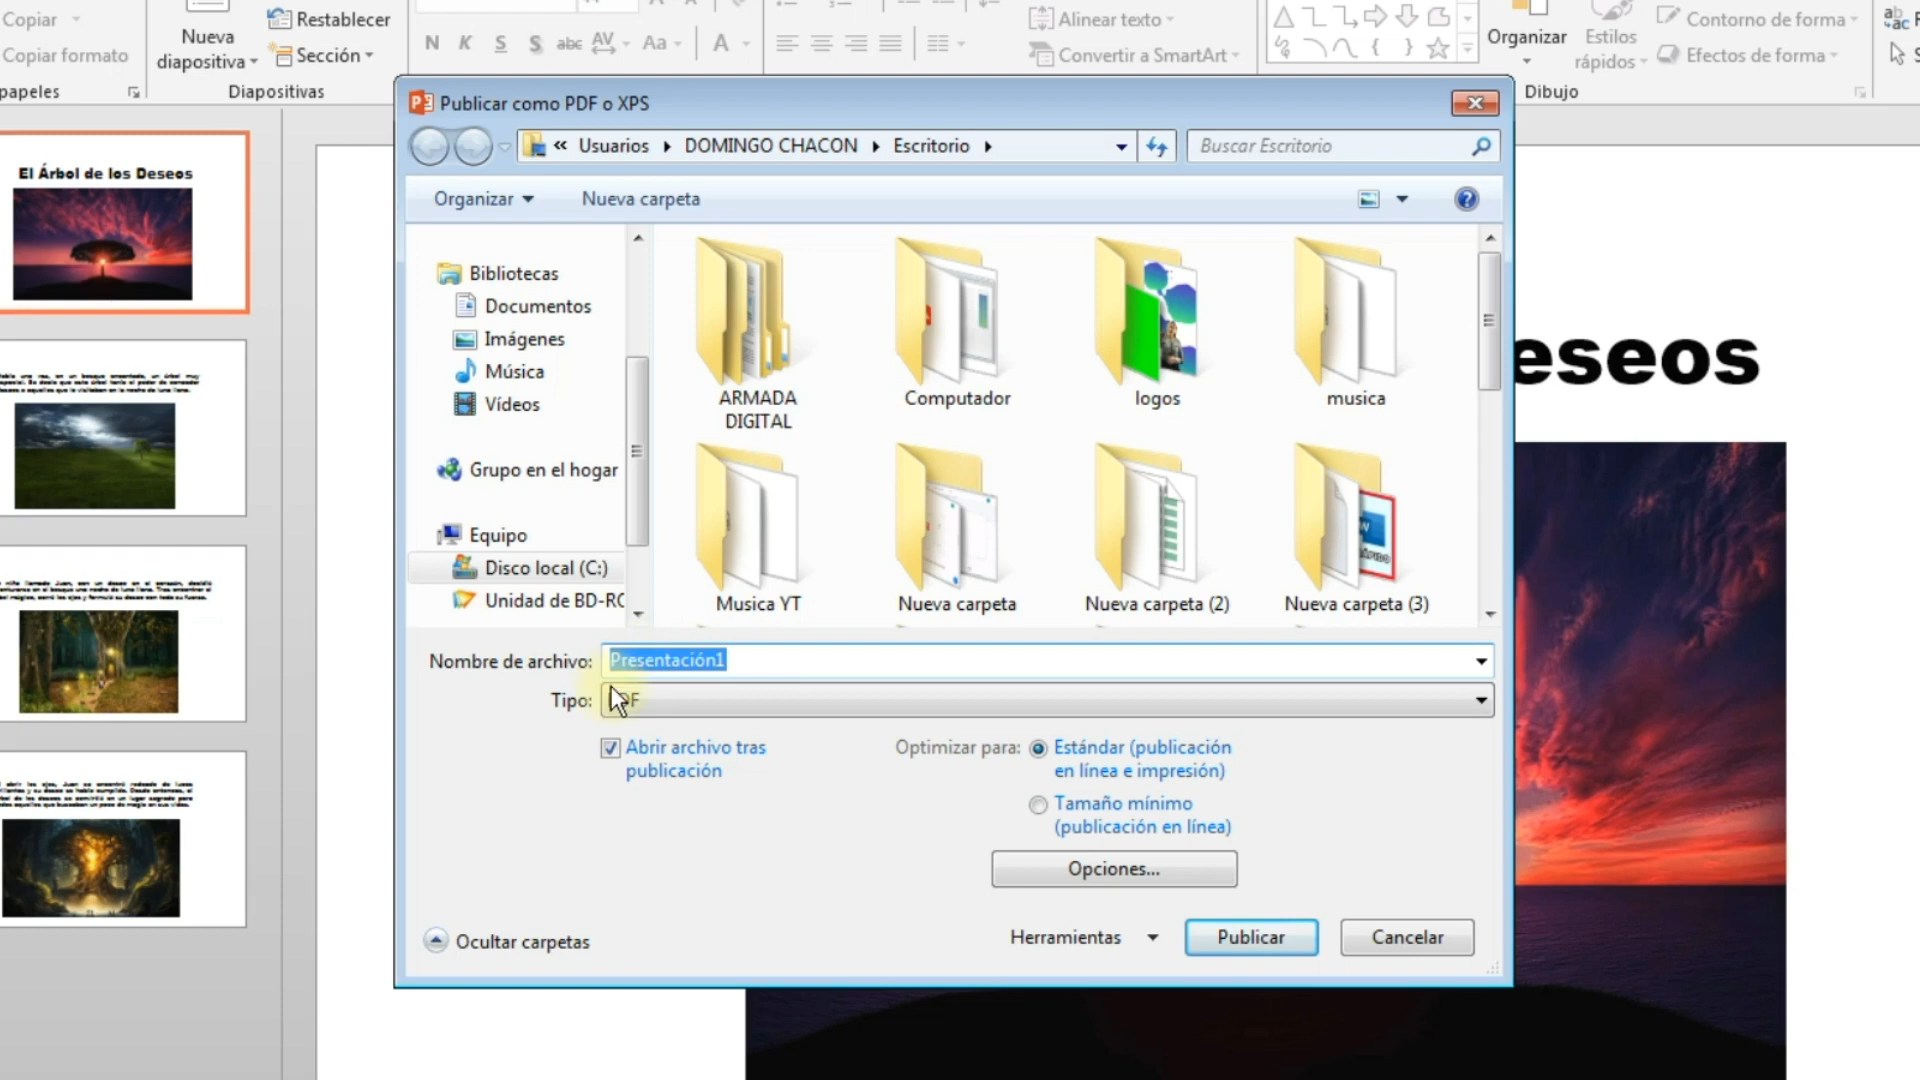 Copiar
Copiar formato
papeles
Nueva
diapositiva
Restablecer
Sección
Diapositivas
N K S S abc AV Aa A
Alinear texto
Convertir a SmartArt
Organizar
Estilos
rápidos
Contorno de forma
Efectos de forma
Dibujo
El Árbol de los Deseos
Publicar como PDF o XPS
« Usuarios DOMINGO CHACON Escritorio
Buscar Escritorio
Organizar
Nueva carpeta
Bibliotecas
Documentos
Imágenes
Música
Vídeos
Grupo en el hogar
Equipo
Disco local (C:)
Unidad de BD-RO
ARMADA
DIGITAL
Computador
logos
musica
Musica YT
Nueva carpeta
Nueva carpeta (2)
Nueva carpeta (3)
eseos
Nombre de archivo: Presentación1
Tipo: PDF
Abrir archivo tras
publicación
Optimizar para:
Estándar (publicación
en línea e impresión)
Tamaño mínimo
(publicación en línea)
Opciones...
Ocultar carpetas
Herramientas
Publicar
Cancelar